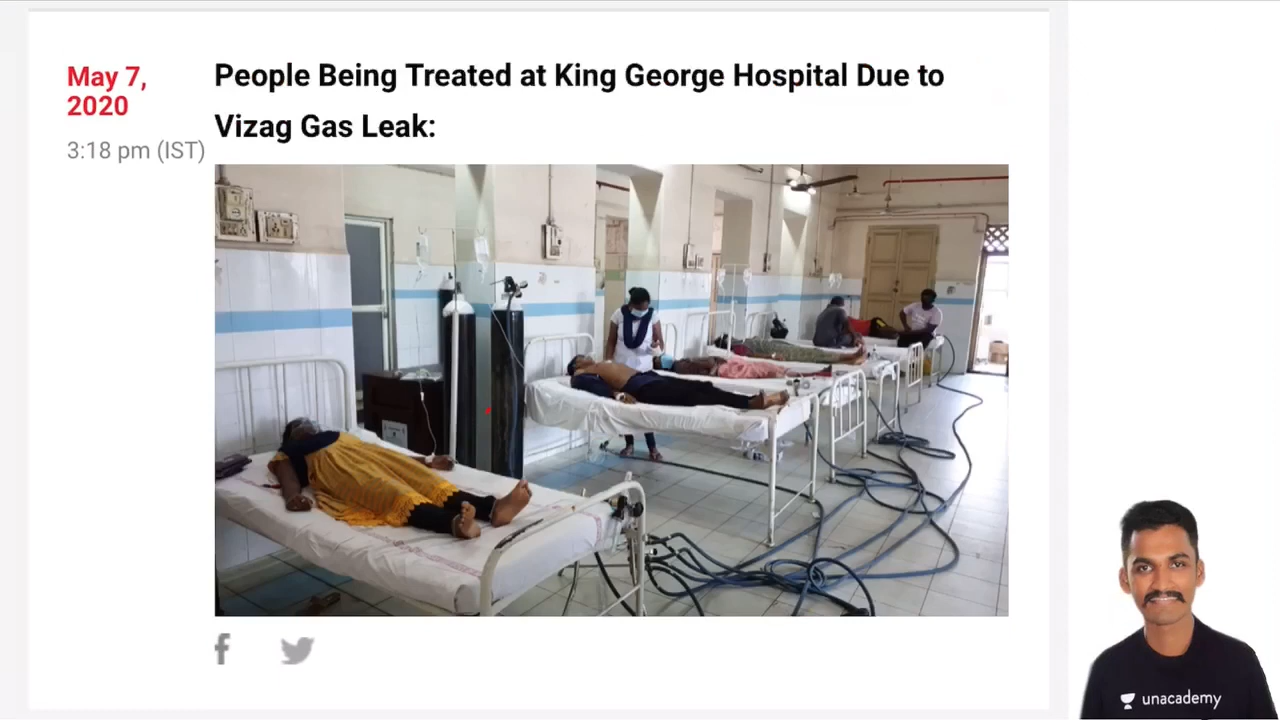 May 7,
2020
3:18 pm (IST)
People Being Treated at King George Hospital Due to
Vizag Gas Leak:
unacademy